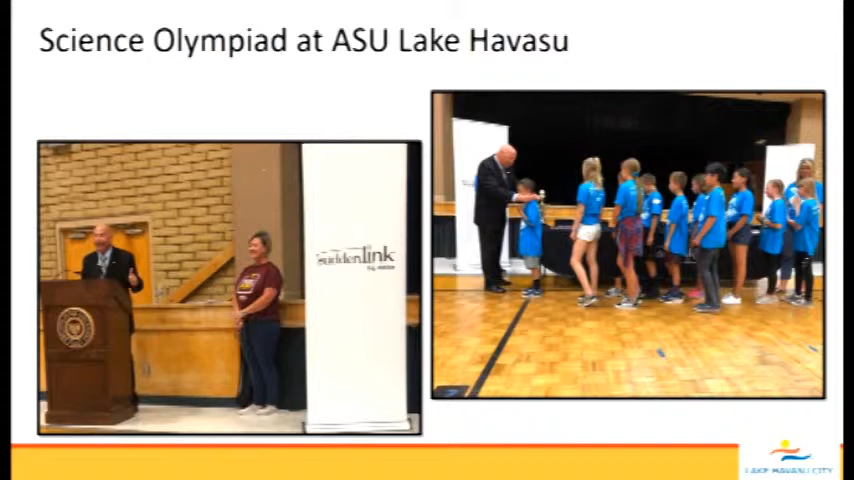 Science Olympiad at ASU Lake Havasu
suddenlink
LAKE HAVASU CITY